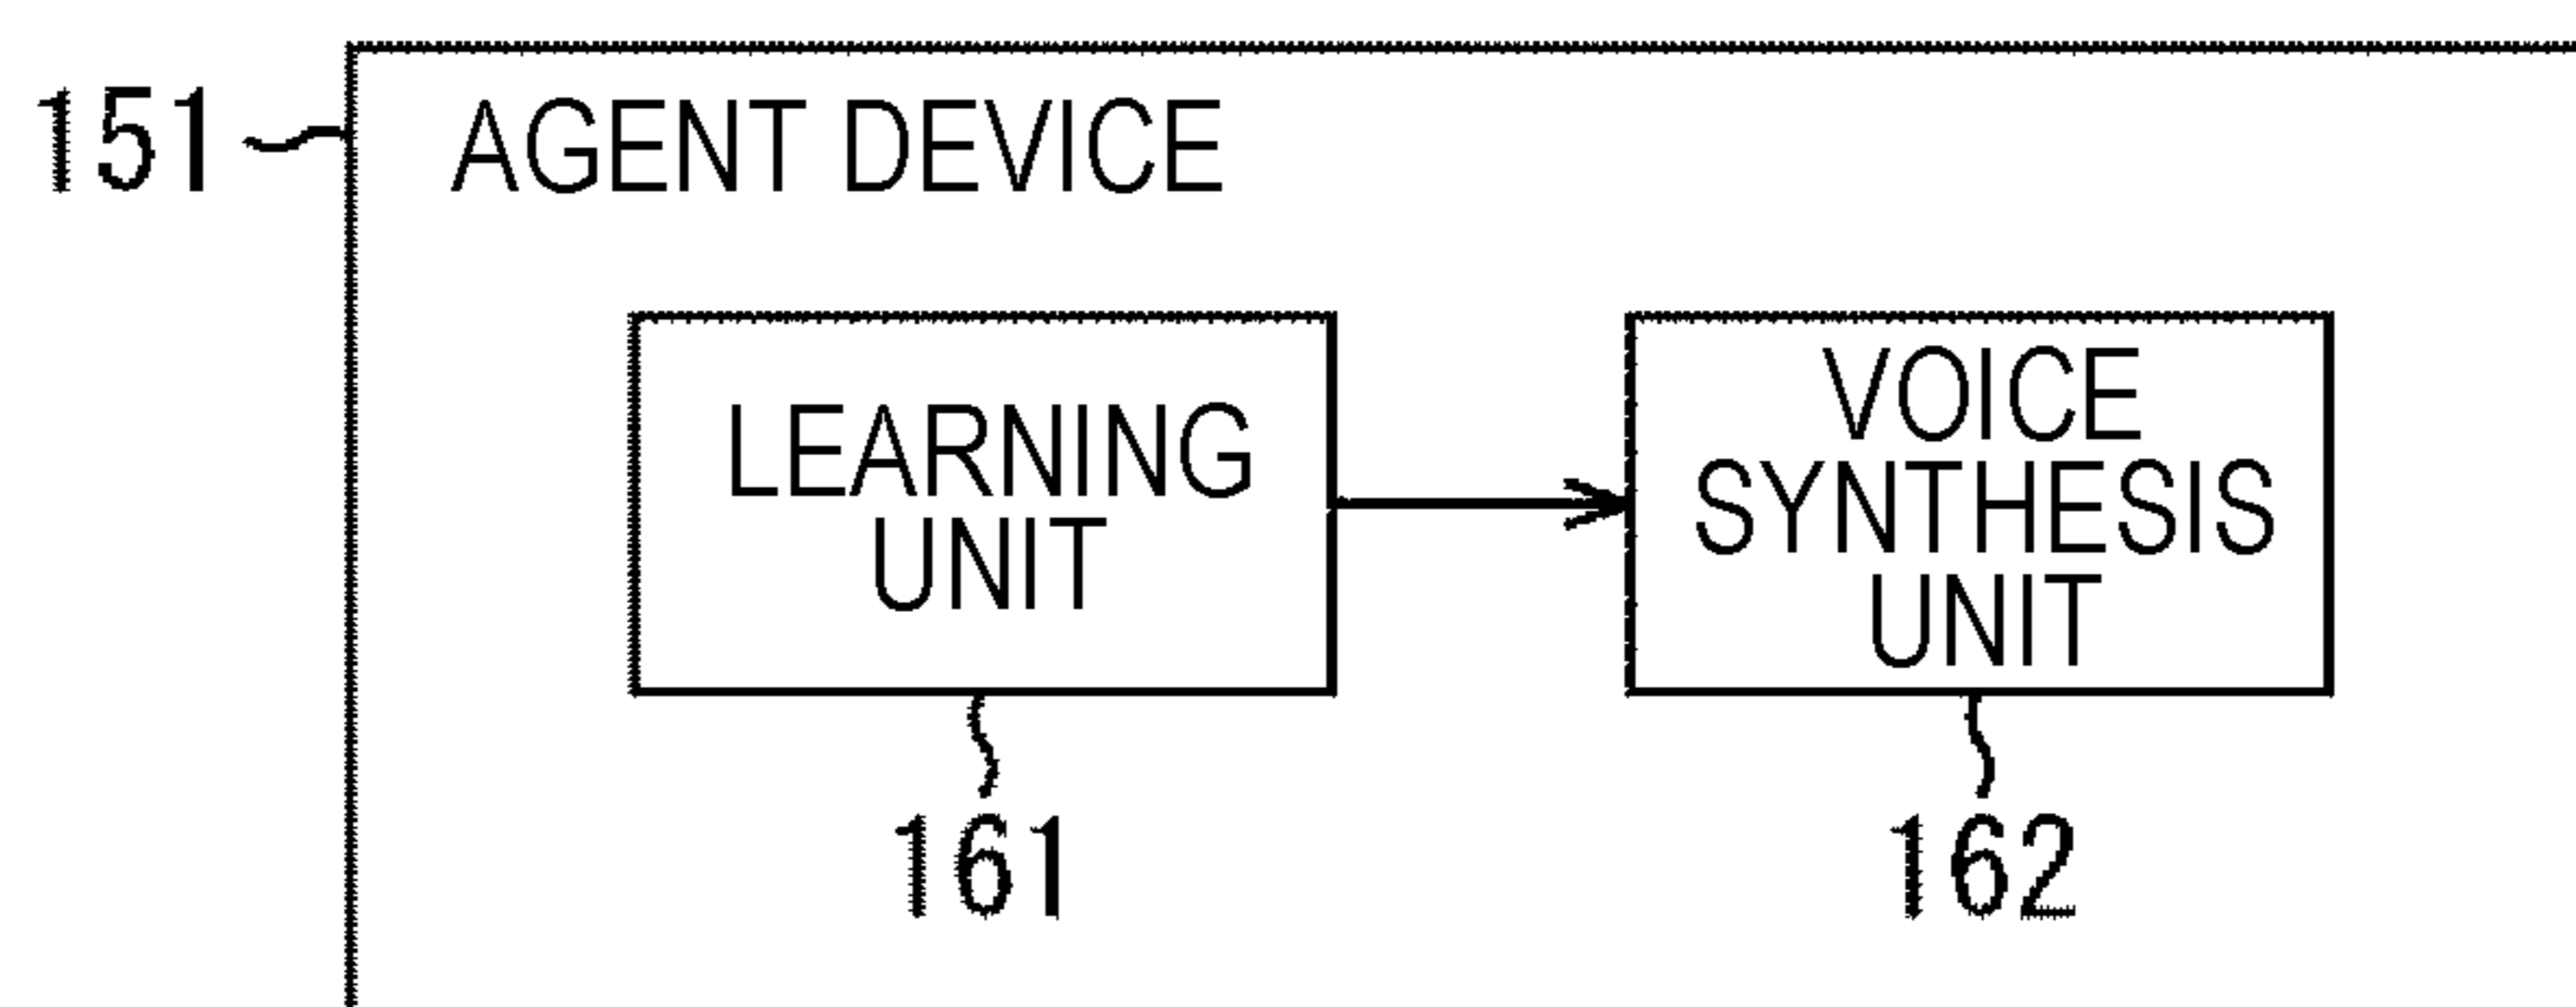 151
AGENT DEVICE
LEARNING
UNIT
VOICE
SYNTHESIS
UNIT
161
162